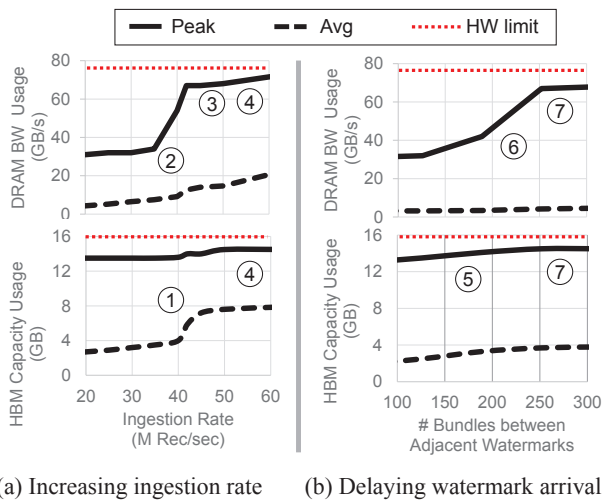 Peak Avg HW limit
DRAM BW Usage
(GB/s)
80
60
40
20
0
② ③ ④
HBM Capacity Usage
(GB)
16
12
8
4
0
① ④
20 30 40 50 60
Ingestion Rate
(M Rec/sec)
DRAM BW Usage
(GB/s)
80
60
40
20
0
⑥ ⑦
HBM Capacity Usage
(GB)
16
12
8
4
0
⑤ ⑦
100 150 200 250 300
# Bundles between
Adjacent Watermarks
(a) Increasing ingestion rate (b) Delaying watermark arrival